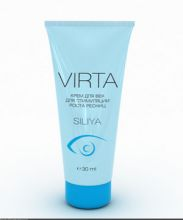 VIRTA
КРЕМ ДЛЯ ВЕК
ДЛЯ СТИМУЛЯЦИИ
РОСТА РЕСНИЦ
SILIYA
30 ml